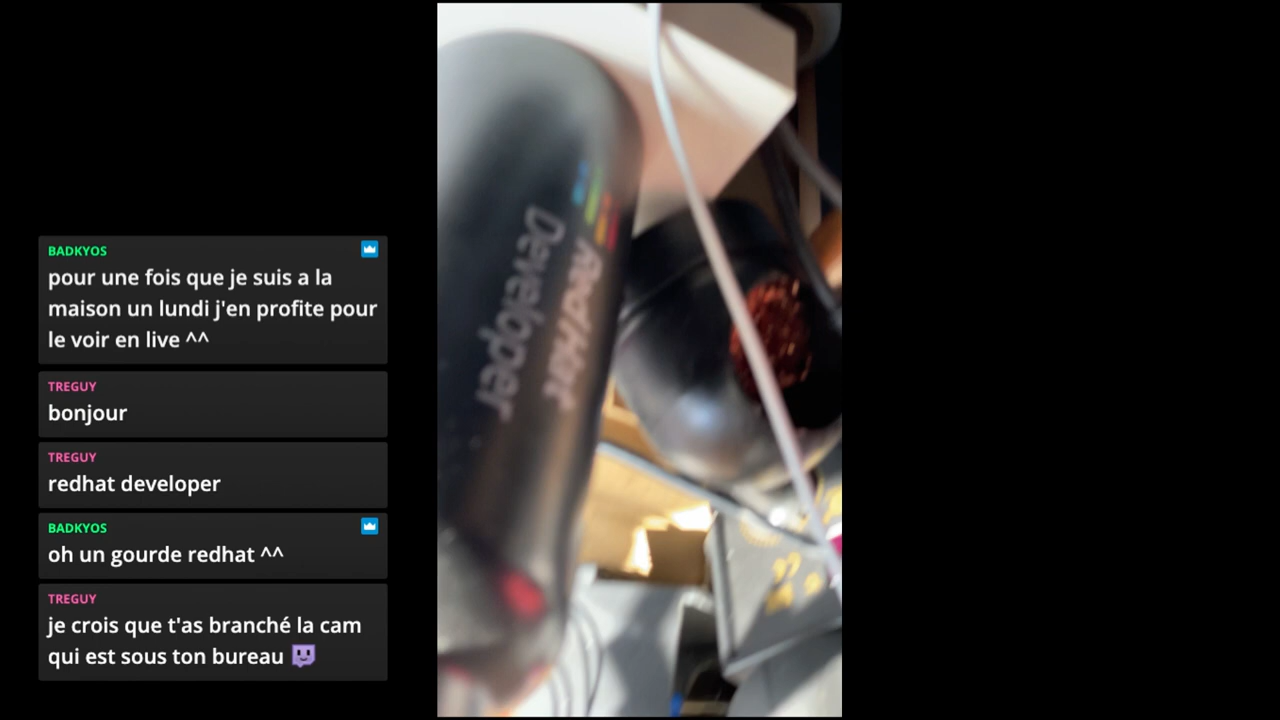 BADKYOS
pour une fois que je suis a la
maison un lundi j'en profite pour
le voir en live ^^
TREGUY
bonjour
TREGUY
redhat developer
BADKYOS
oh un gourde redhat ^^
TREGUY
je crois que t'as branché la cam
qui est sous ton bureau
Red Hat
Developer